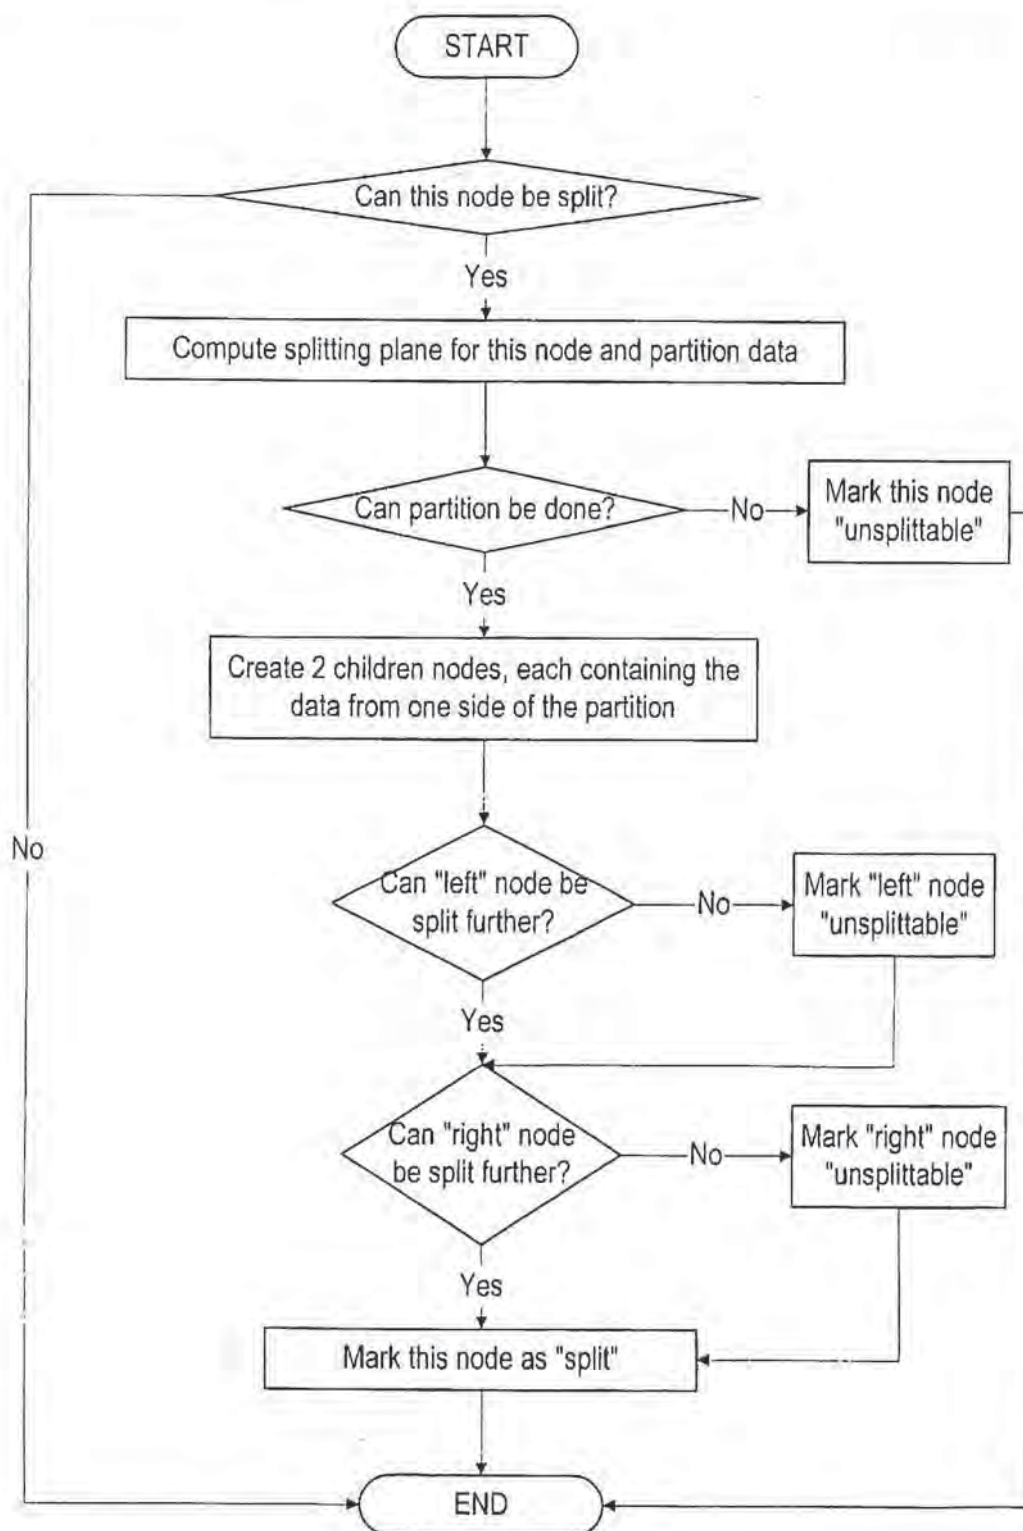 START
Can this node be split?
Yes
Compute splitting plane for this node and partition data
Can partition be done?
No
Mark this node
"unsplittable"
Yes
Create 2 children nodes, each containing the
data from one side of the partition
No
Can "left" node be
split further?
No
Mark "left" node
"unsplittable"
Yes
Can "right" node
be split further?
No
Mark "right" node
"unsplittable"
Yes
Mark this node as "split"
END